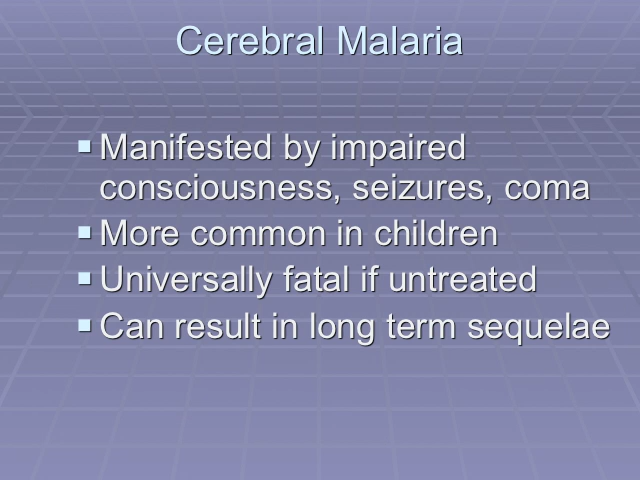 Cerebral Malaria
▪ Manifested by impaired
consciousness, seizures, coma
▪ More common in children
▪ Universally fatal if untreated
▪ Can result in long term sequelae